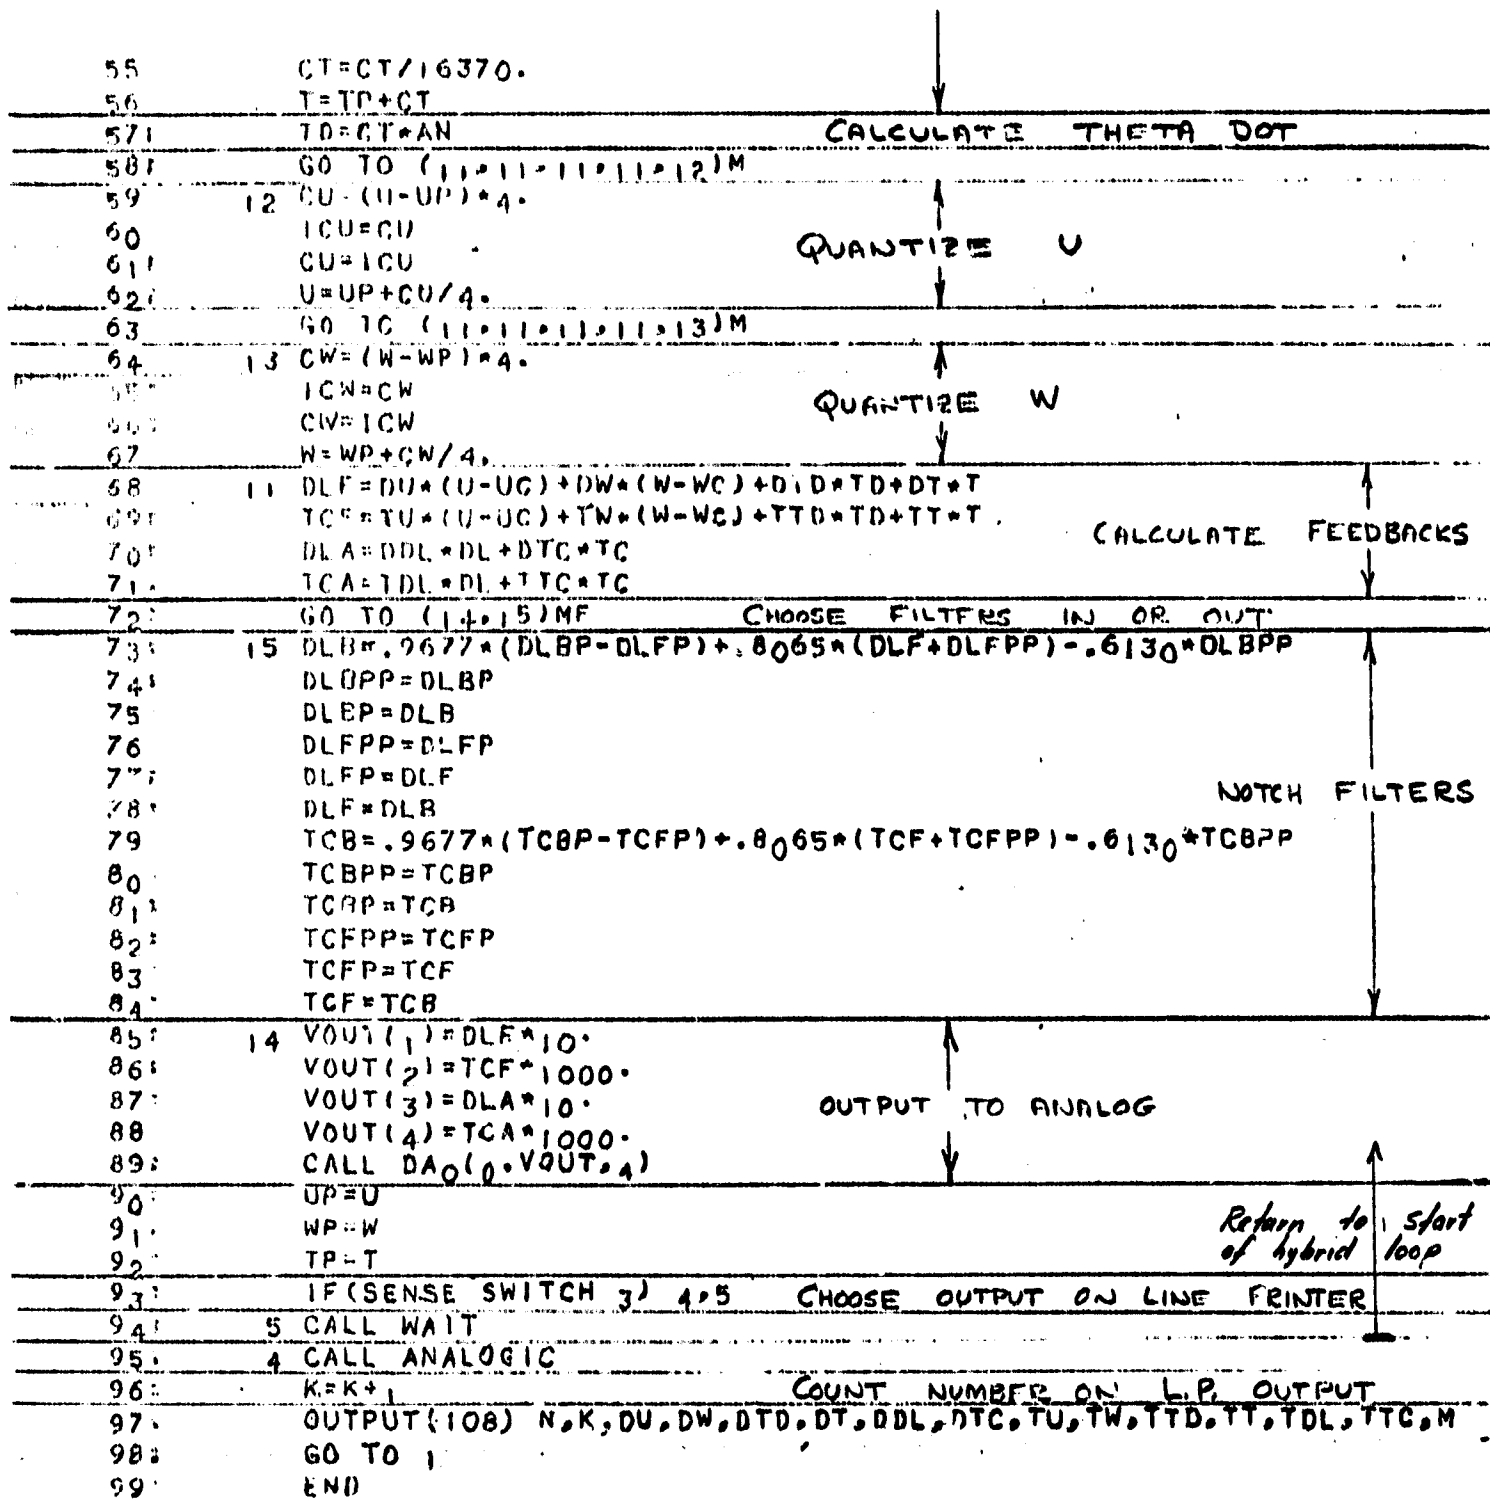 55 CT=CT/16370.
56 T=TP+CT
57: TD=CT*AN CALCULATE THETA DOT
58: GO TO (11,11,11,11,12)M
59 12 CU=(U-UP)*4.
60 ICU=CU
61: CU=ICU
62: U=UP+CU/4.
QUANTIZE U
63 GO TO (11,11,11,11,13)M
64 13 CW=(W-WP)*4.
ICW=CW
66: CW=ICW
67 W=WP+CW/4.
QUANTIZE W
68 11 DLF=DU*(U-UC)+DW*(W-WC)+DTD*TD+DT*T
69: TCF=TU*(U-UC)+TW*(W-WC)+TTD*TD+TT*T
70: DLA=DDL*DL+DTC*TC
71. TCA=TDL*DL+TTC*TC
CALCULATE FEEDBACKS
72: GO TO (14,15)MF CHOOSE FILTERS IN OR OUT
73: 15 DLB=.9677*(DLBP-DLFP)+.8065*(DLF+DLFPP)-.6130*DLBPP
74: DLBPP=DLBP
75 DLBP=DLB
76 DLFPP=DLFP
77: DLFP=DLF
78: DLF=DLB
NOTCH FILTERS
79 TCB=.9677*(TCBP-TCFP)+.8065*(TCF+TCFPP)-.6130*TCBPP
80 TCBPP=TCBP
81: TCBP=TCB
82: TCFPP=TCFP
83 TCFP=TCF
84 TCF=TCB
85: 14 VOUT(1)=DLF*10.
86: VOUT(2)=TCF*1000.
87: VOUT(3)=DLA*10.
88 VOUT(4)=TCA*1000.
89: CALL DAO(0,VOUT,4)
OUTPUT TO ANALOG
90: UP=U
91. WP=W
92: TP=T
Return to start
of hybrid loop
93: IF(SENSE SWITCH 3) 4,5 CHOOSE OUTPUT ON LINE PRINTER
94: 5 CALL WAIT
95. 4 CALL ANALOGIC
96: K=K+1 COUNT NUMBER ON L.P. OUTPUT
97. OUTPUT(108) N,K,DU,DW,DTD,DT,DDL,DTC,TU,TW,TTD,TT,TDL,TTC,M
98: GO TO 1
99: END